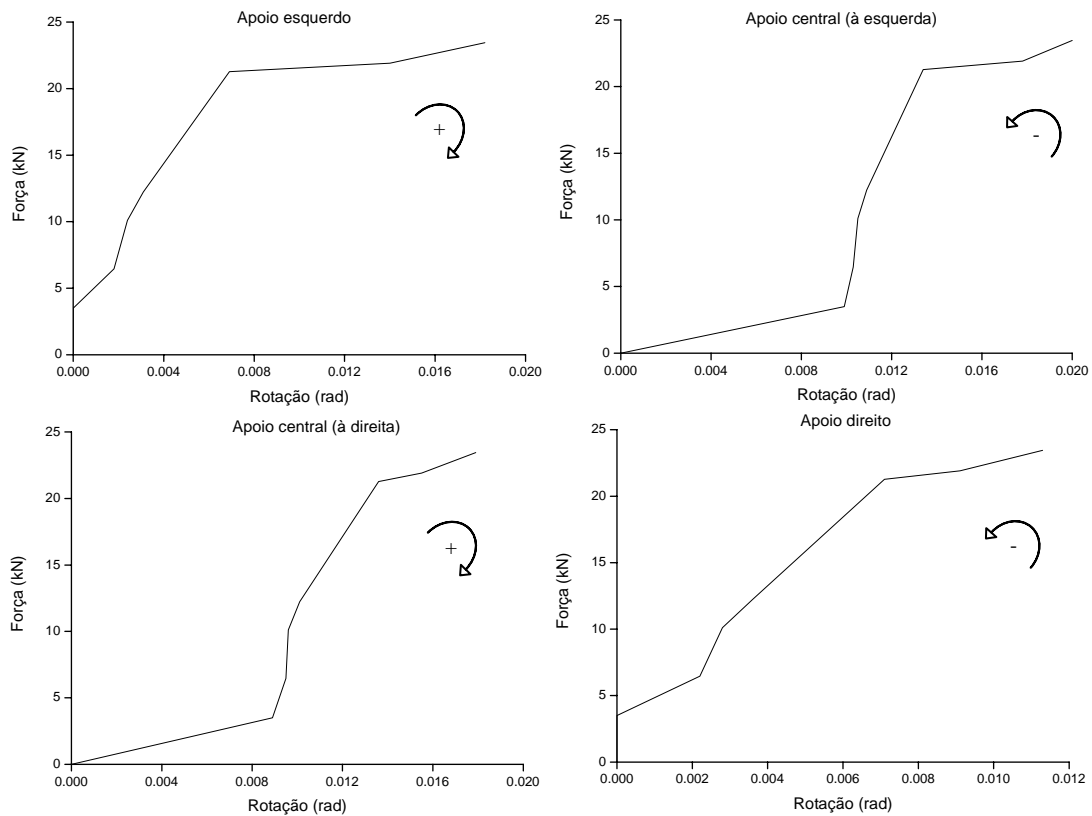 Apoio esquerdo
25
20
15
10
5
0
Força (kN)
+
0.000 0.004 0.008 0.012 0.016 0.020
Rotação (rad)
Apoio central (à esquerda)
25
20
15
10
5
0
Força (kN)
-
0.000 0.004 0.008 0.012 0.016 0.020
Rotação (rad)
Apoio central (à direita)
25
20
15
10
5
0
Força (kN)
+
0.000 0.004 0.008 0.012 0.016 0.020
Rotação (rad)
Apoio direito
25
20
15
10
5
0
Força (kN)
-
0.000 0.002 0.004 0.006 0.008 0.010 0.012
Rotação (rad)